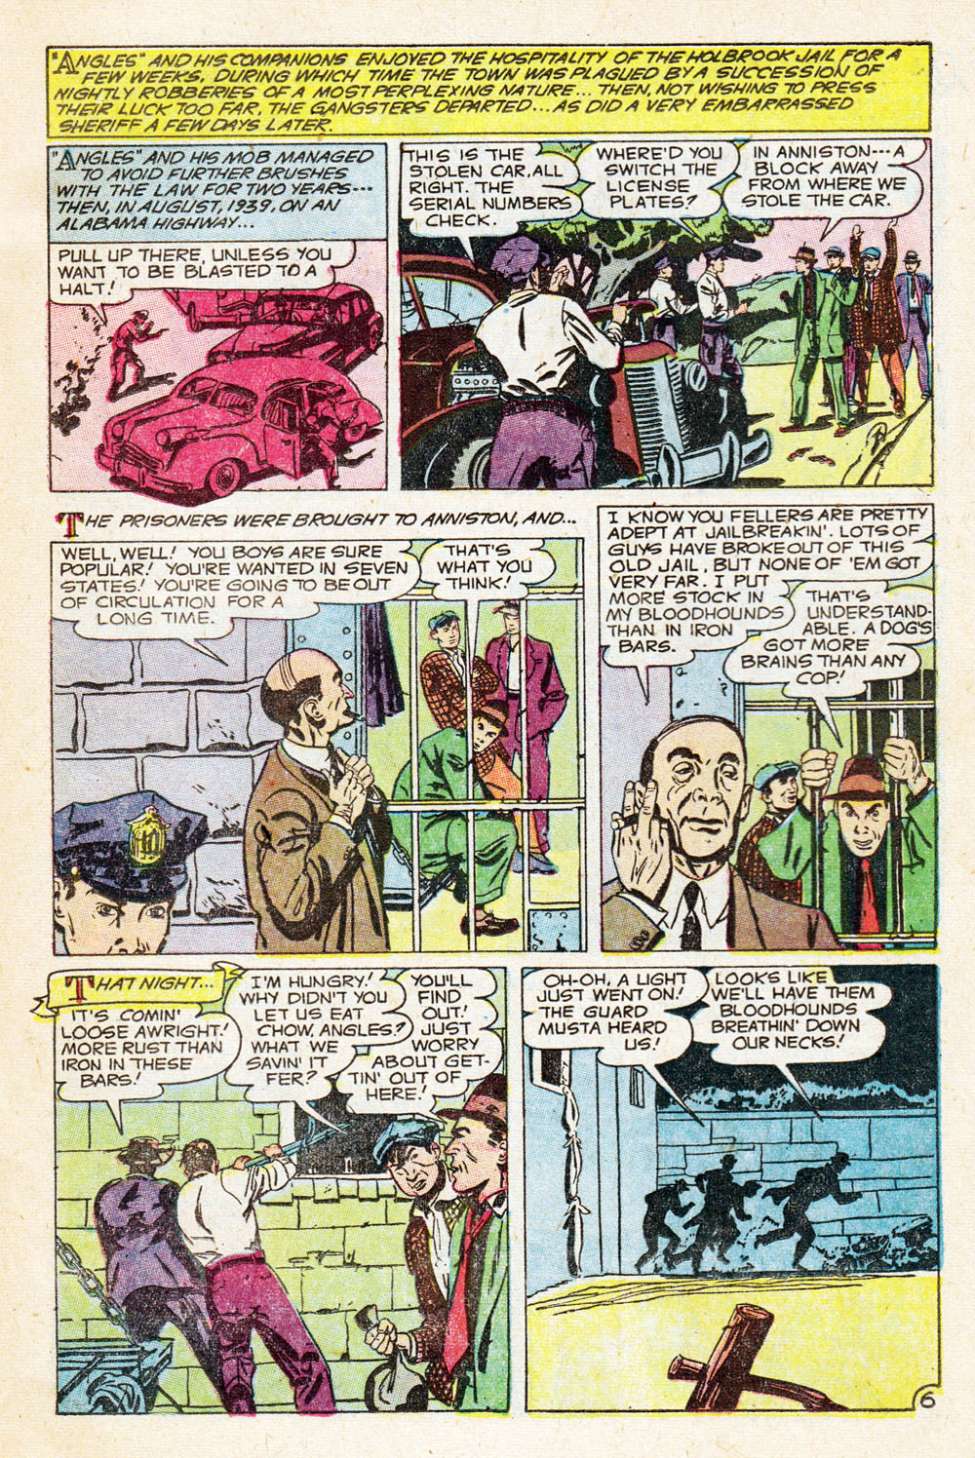 "ANGLES" AND HIS COMPANIONS ENJOYED THE HOSPITALITY OF THE HOLBROOK JAIL FOR A
FEW WEEKS, DURING WHICH TIME THE TOWN WAS PLAGUED BY A SUCCESSION OF
NIGHTLY ROBBERIES OF A MOST PERPLEXING NATURE... THEN, NOT WISHING TO PRESS
THEIR LUCK TOO FAR, THE GANGSTERS DEPARTED... AS DID A VERY EMBARRASSED
SHERIFF A FEW DAYS LATER.
"ANGLES" AND HIS MOB MANAGED
TO AVOID FURTHER BRUSHES
WITH THE LAW FOR TWO YEARS---
THEN, IN AUGUST, 1939, ON AN
ALABAMA HIGHWAY...
PULL UP THERE, UNLESS YOU
WANT TO BE BLASTED TO A
HALT!
THIS IS THE
STOLEN CAR, ALL
RIGHT. THE
SERIAL NUMBERS
CHECK.
WHERE'D YOU
SWITCH THE
LICENSE
PLATES?
IN ANNISTON---A
BLOCK AWAY
FROM WHERE WE
STOLE THE CAR.
THE PRISONERS WERE BROUGHT TO ANNISTON, AND...
WELL, WELL! YOU BOYS ARE SURE
POPULAR! YOU'RE WANTED IN SEVEN
STATES! YOU'RE GOING TO BE OUT
OF CIRCULATION FOR A
LONG TIME.
THAT'S
WHAT YOU
THINK!
I KNOW YOU FELLERS ARE PRETTY
ADEPT AT JAILBREAKIN'. LOTS OF
GUYS HAVE BROKE OUT OF THIS
OLD JAIL, BUT NONE OF 'EM GOT
VERY FAR. I PUT
MORE STOCK IN
MY BLOODHOUNDS
THAN IN IRON
BARS.
THAT'S
UNDERSTAND-
ABLE. A DOG'S
GOT MORE
BRAINS THAN ANY
COP!
THAT NIGHT...
IT'S COMIN'
LOOSE AWRIGHT!
MORE RUST THAN
IRON IN THESE
BARS!
I'M HUNGRY!
WHY DIDN'T YOU
LET US EAT
CHOW, ANGLES?
WHAT WE
SAVIN' IT
FER?
YOU'LL
FIND
OUT!
JUST
WORRY
ABOUT GET-
TIN' OUT OF
HERE!
OH-OH, A LIGHT
JUST WENT ON!
THE GUARD
MUSTA HEARD
US!
LOOKS LIKE
WE'LL HAVE THEM
BLOODHOUNDS
BREATHIN' DOWN
OUR NECKS!
6